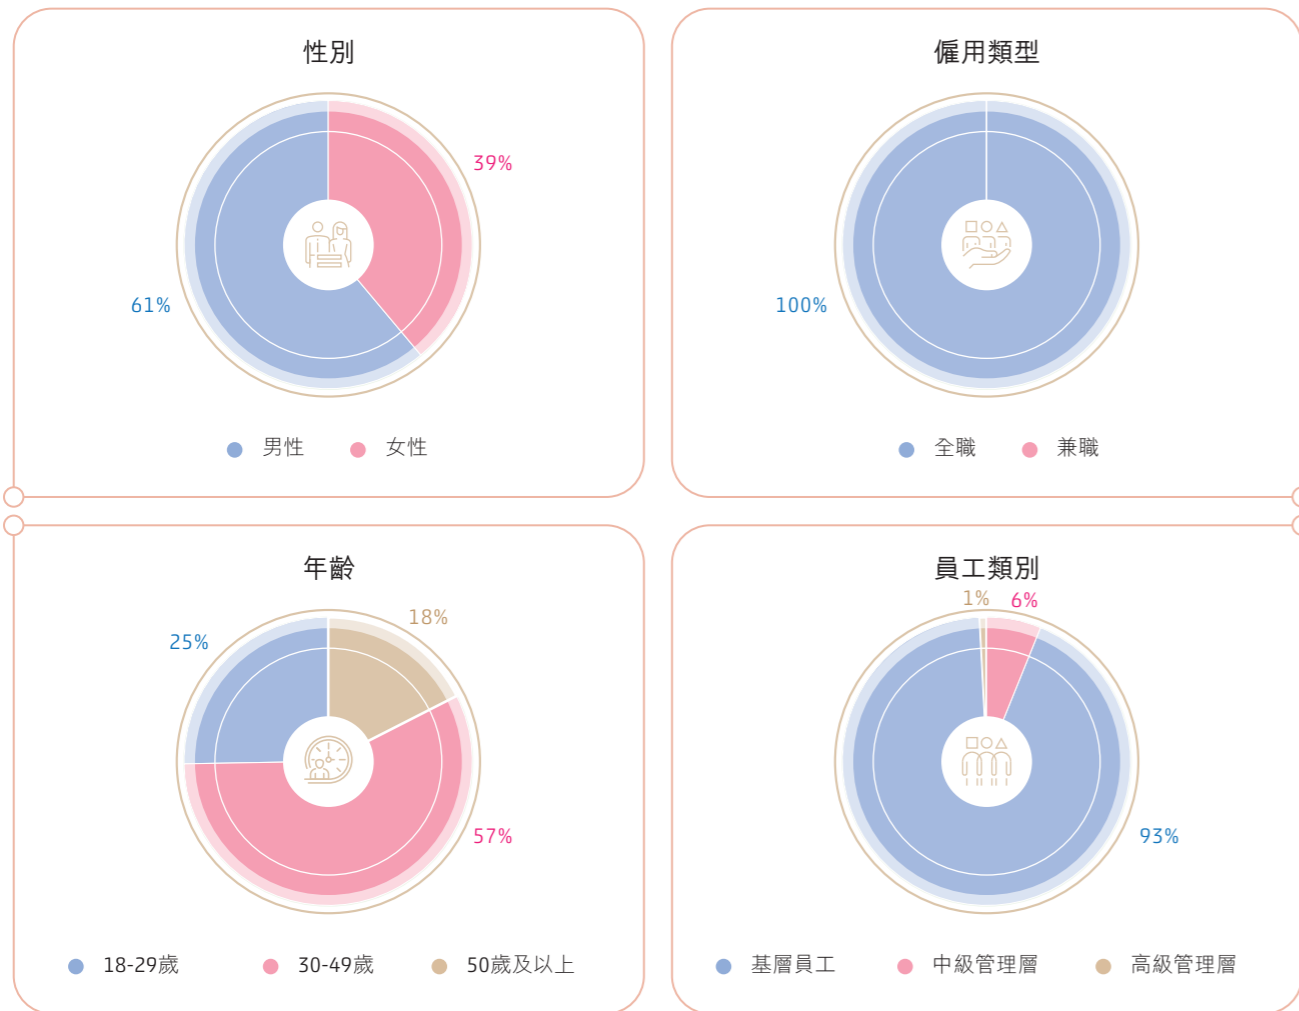 性別
39%
61%
男性 女性
僱用類型
100%
全職 兼職
年齡
18%
25%
57%
18-29歲 30-49歲 50歲及以上
員工類別
1% 6%
93%
基層員工 中級管理層 高級管理層